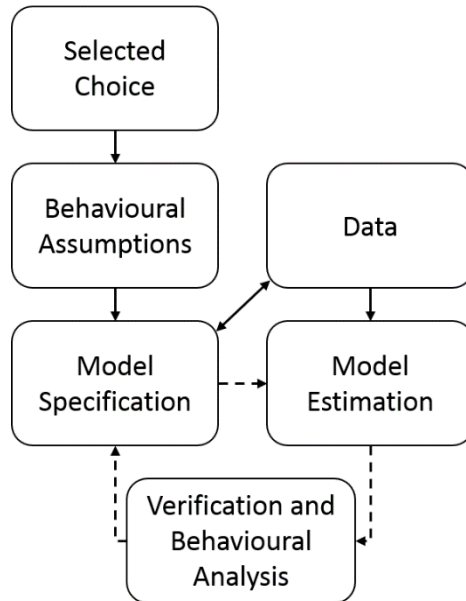 Selected
Choice
Behavioural
Assumptions
Data
Model
Specification
Model
Estimation
Verification and
Behavioural
Analysis